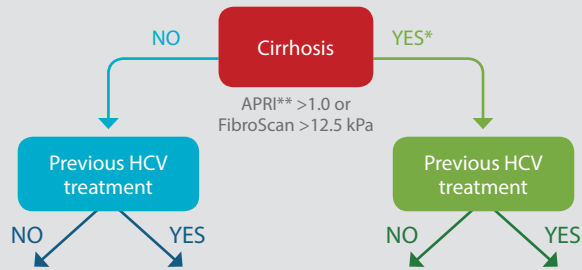 NO
Cirrhosis
YES*
APRI** >1.0 or
FibroScan >12.5 kPa
Previous HCV
treatment
Previous HCV
treatment
NO
YES
NO
YES